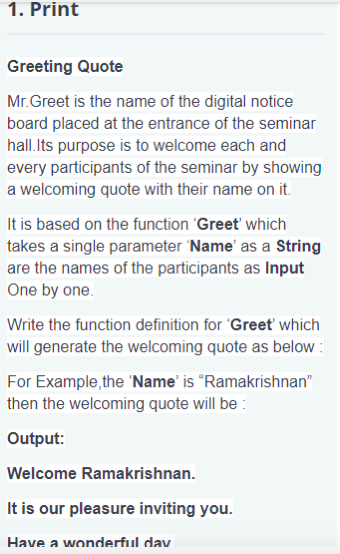 1. Print
Greeting Quote
Mr.Greet is the name of the digital notice
board placed at the entrance of the seminar
hall.Its purpose is to welcome each and
every participants of the seminar by showing
a welcoming quote with their name on it.
It is based on the function ‘Greet’ which
takes a single parameter ‘Name’ as a String
are the names of the participants as Input
One by one.
Write the function definition for ‘Greet’ which
will generate the welcoming quote as below :
For Example,the ‘Name’ is “Ramakrishnan”
then the welcoming quote will be :
Output:
Welcome Ramakrishnan.
It is our pleasure inviting you.
Have a wonderful day